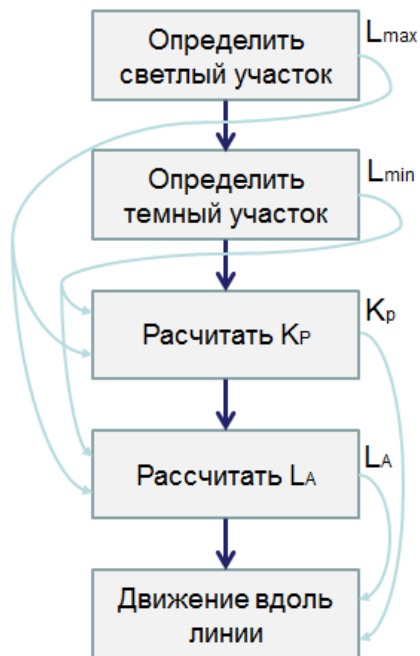 Определить
светлый участок
Lmax
Определить
темный участок
Lmin
Расчитать KP
Kp
Рассчитать LA
LA
Движение вдоль
линии